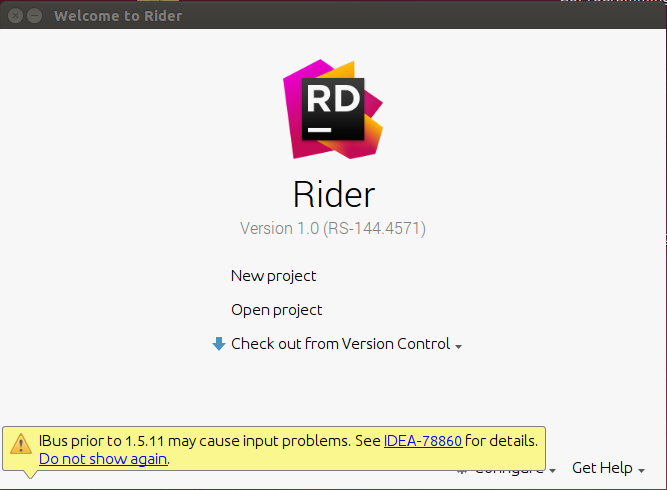 Welcome to Rider
RD
Rider
Version 1.0 (RS-144.4571)
New project
Open project
Check out from Version Control
IBus prior to 1.5.11 may cause input problems. See IDEA-78860 for details.
Do not show again.
Configure Get Help